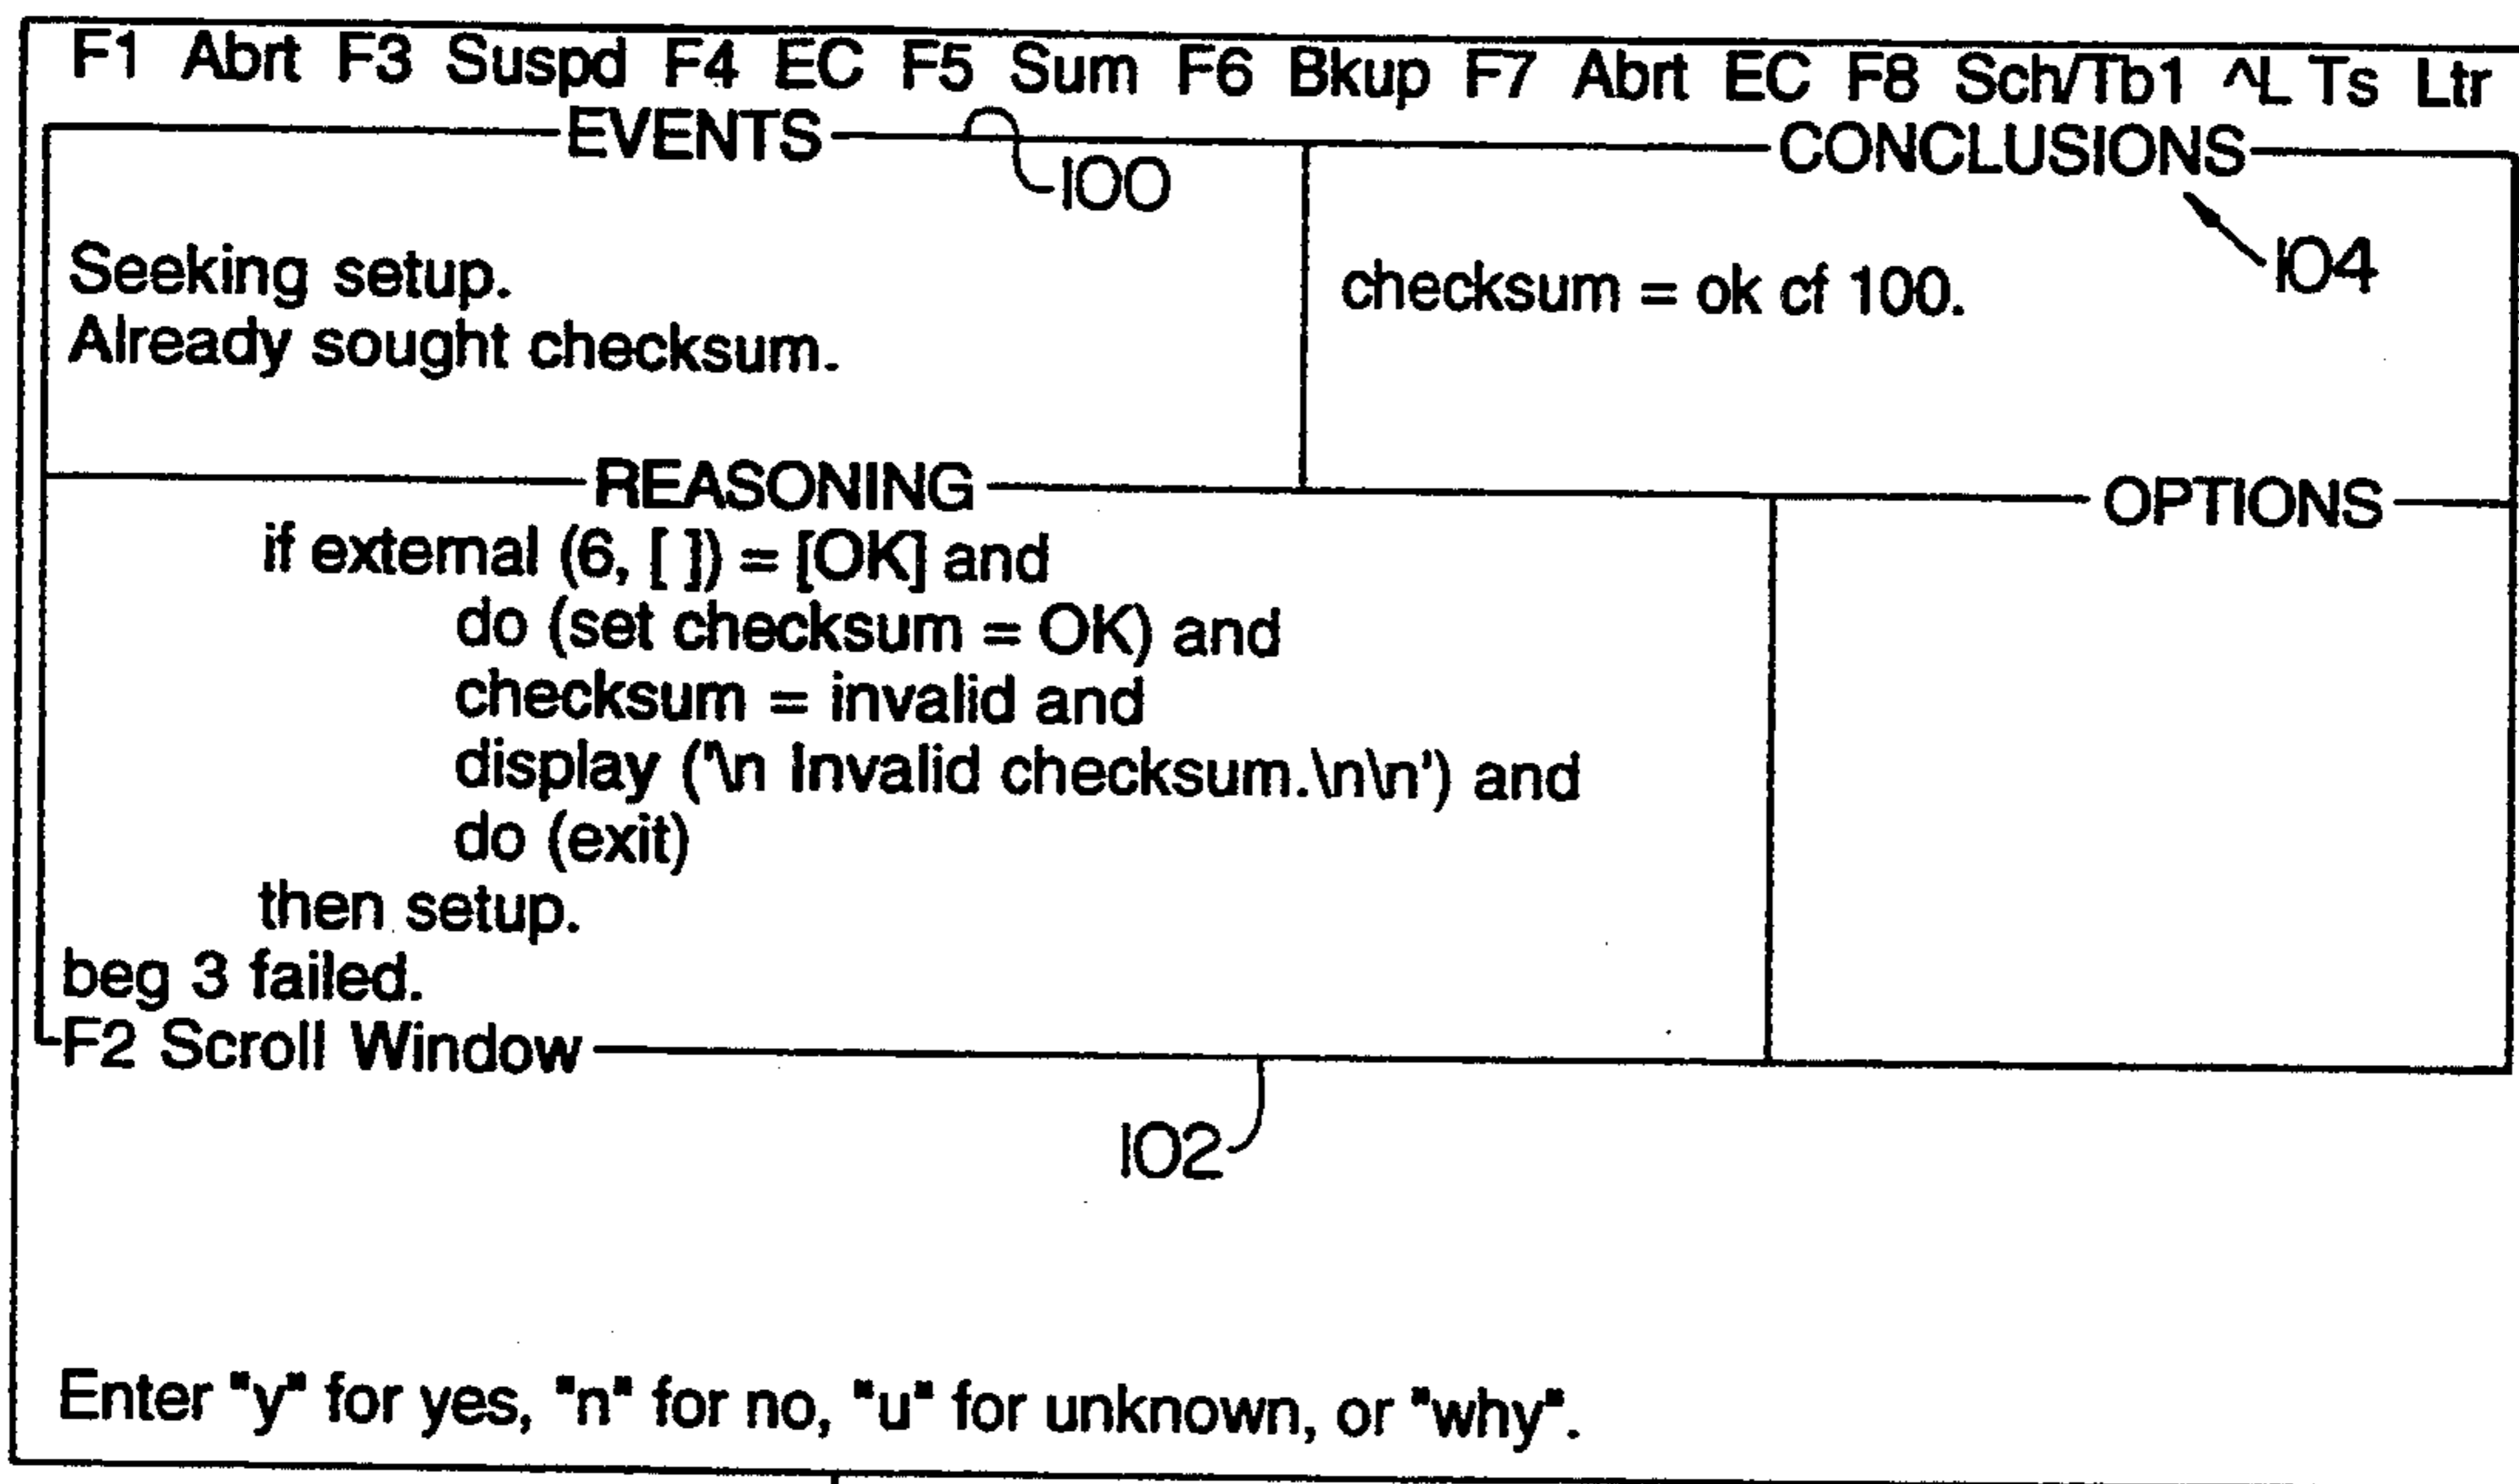 F1 Abrt F3 Suspd F4 EC F5 Sum F6 Bkup F7 Abrt EC F8 Sch/Tb1 ^L Ts Ltr
EVENTS
100
CONCLUSIONS
104
Seeking setup.
Already sought checksum.
checksum = ok cf 100.
REASONING
OPTIONS
if external (6, [ ]) = [OK] and
do (set checksum = OK) and
checksum = invalid and
display ('\n Invalid checksum.\n\n') and
do (exit)
then setup.
beg 3 failed.
F2 Scroll Window
102
Enter "y" for yes, "n" for no, "u" for unknown, or "why".